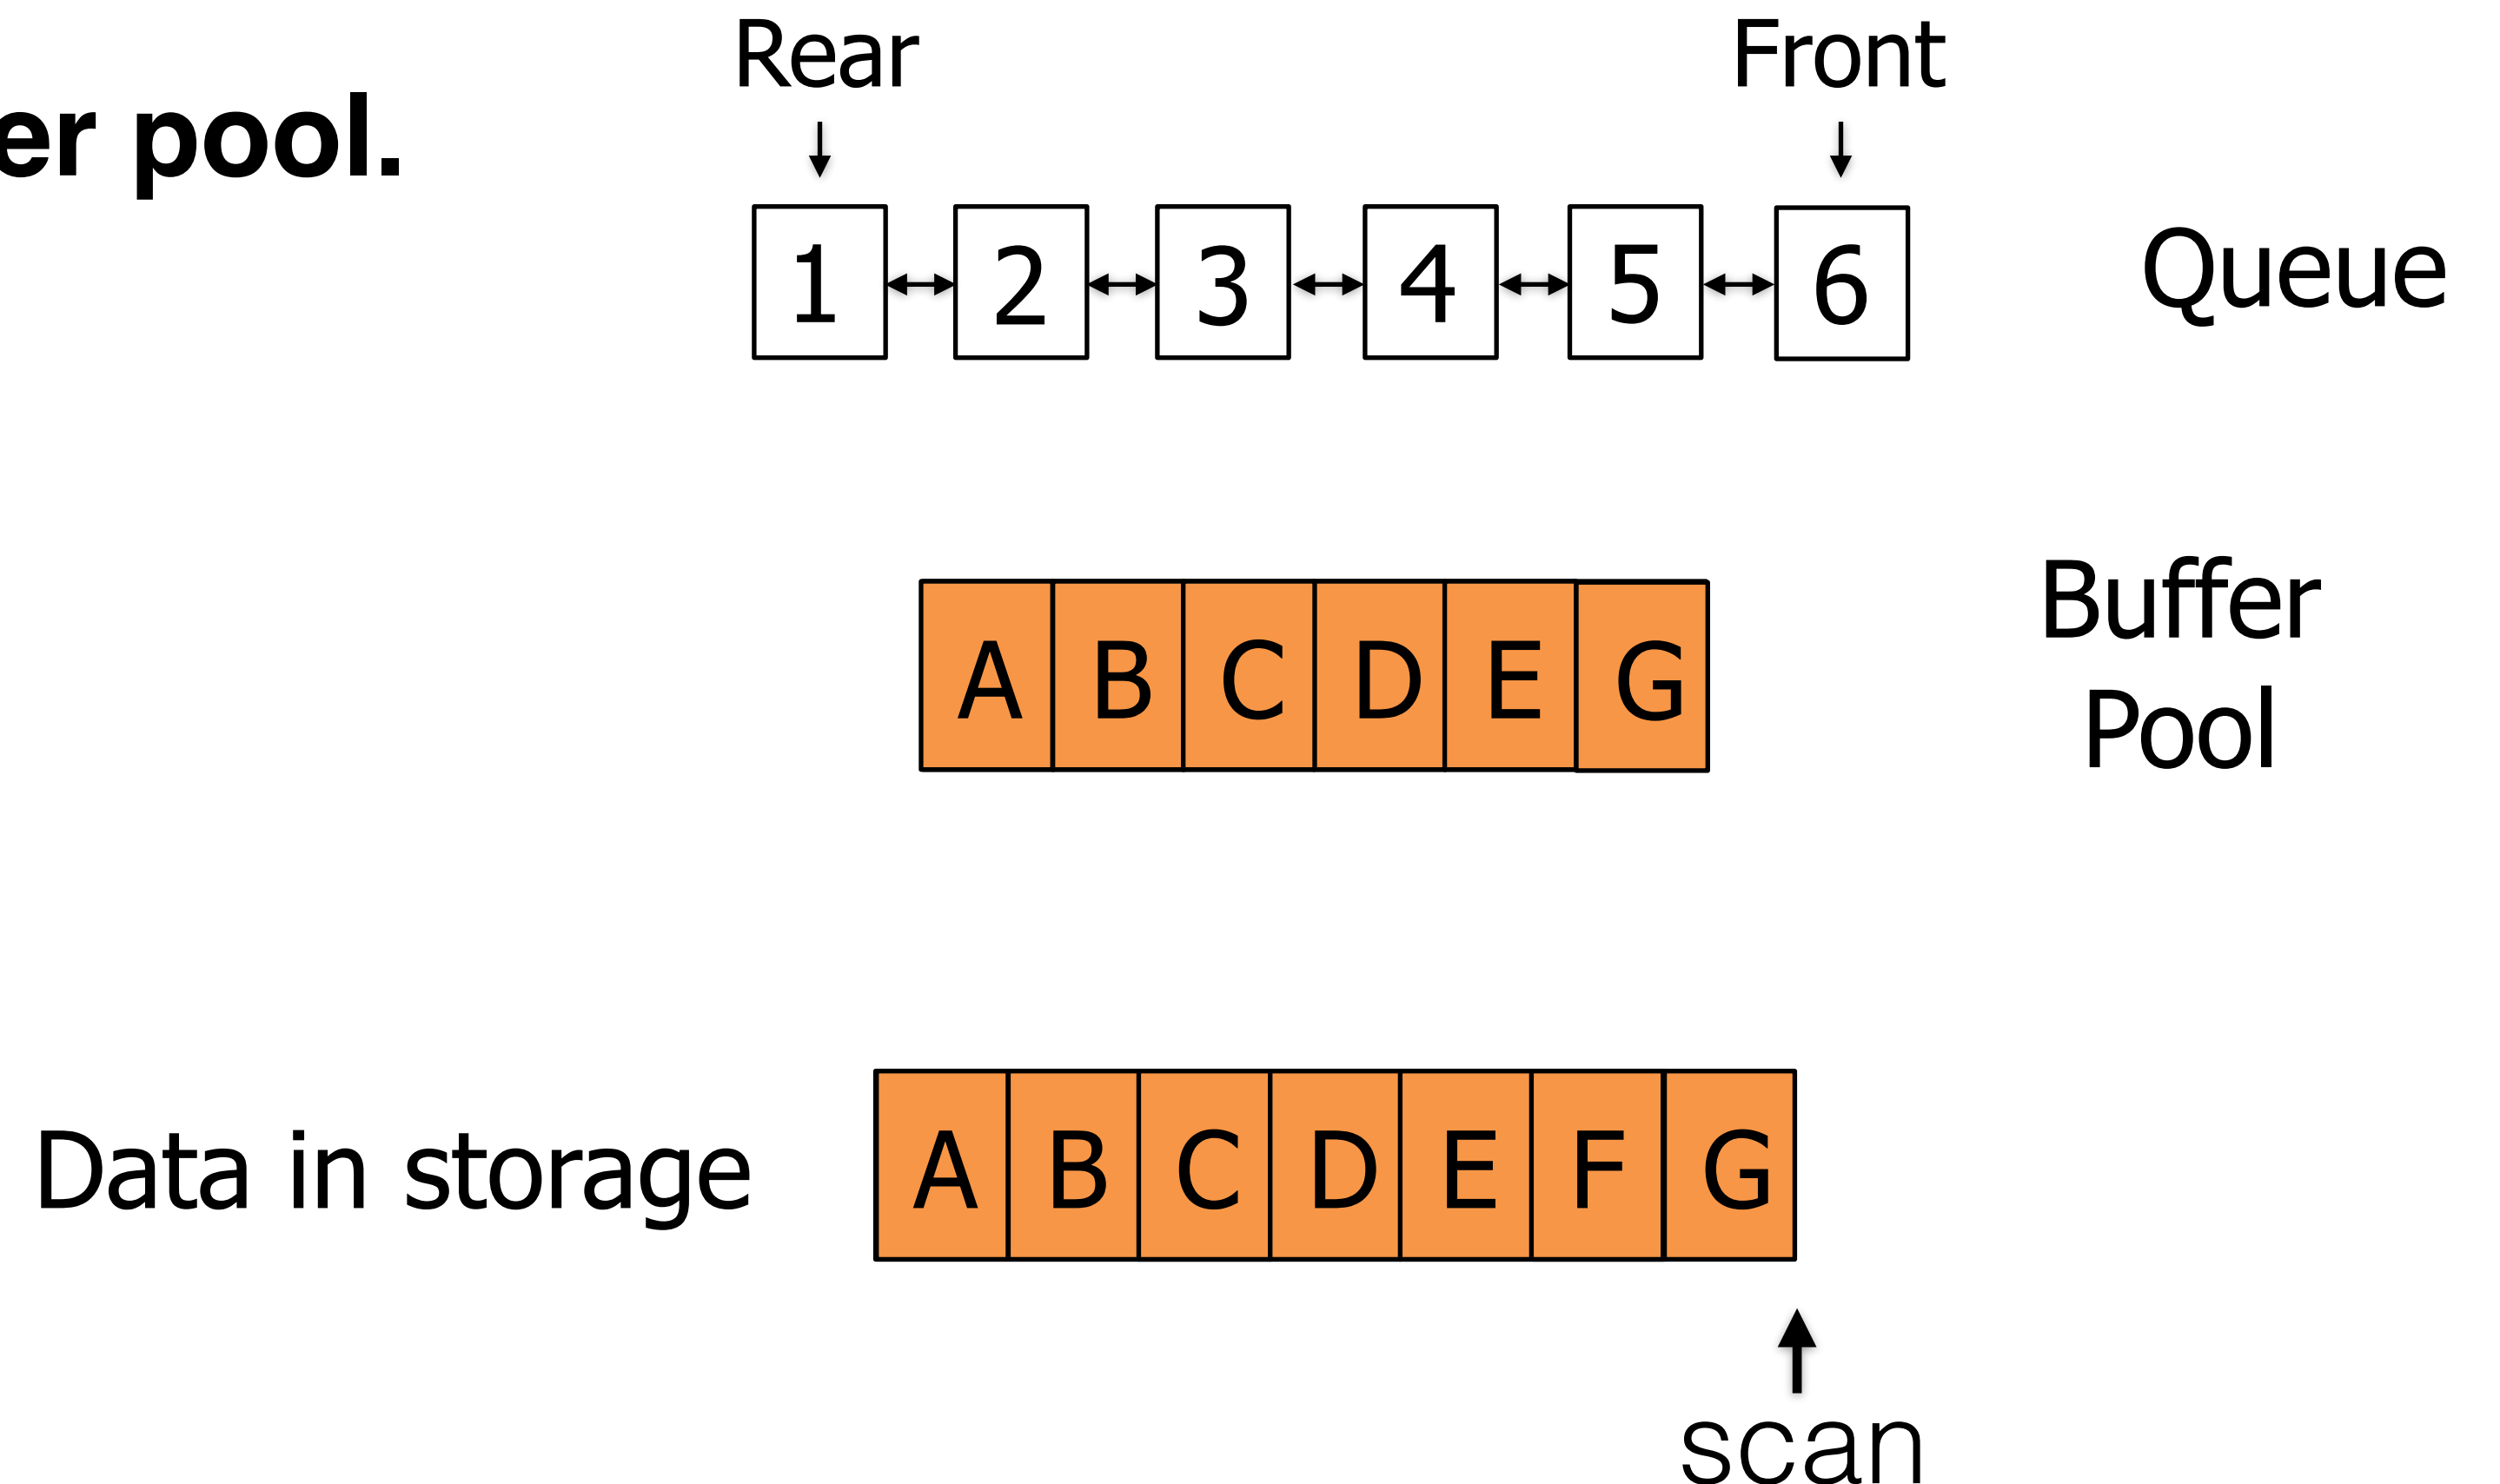 Rear Front
er pool.
1 2 3 4 5 6 Queue
A B C D E G
Buffer
Pool
Data in storage A B C D E F G
scan